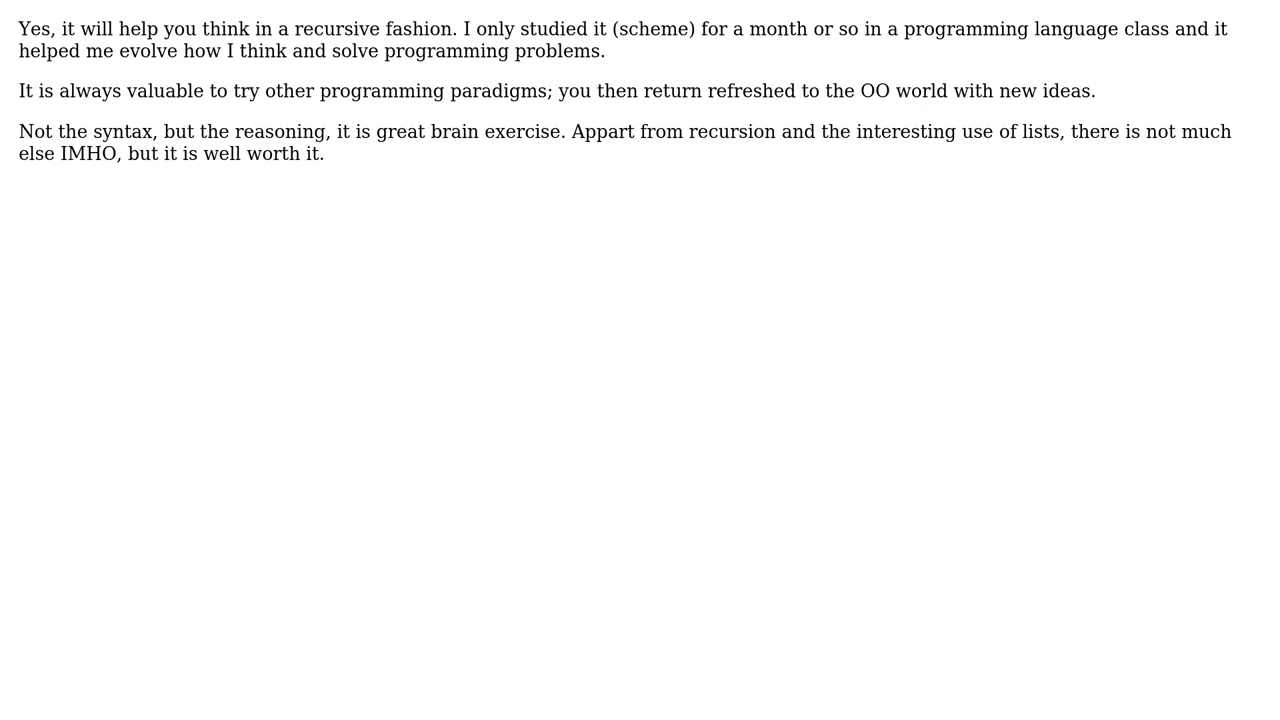 Yes, it will help you think in a recursive fashion. I only studied it (scheme) for a month or so in a programming language class and it
helped me evolve how I think and solve programming problems.
It is always valuable to try other programming paradigms; you then return refreshed to the OO world with new ideas.
Not the syntax, but the reasoning, it is great brain exercise. Appart from recursion and the interesting use of lists, there is not much
else IMHO, but it is well worth it.